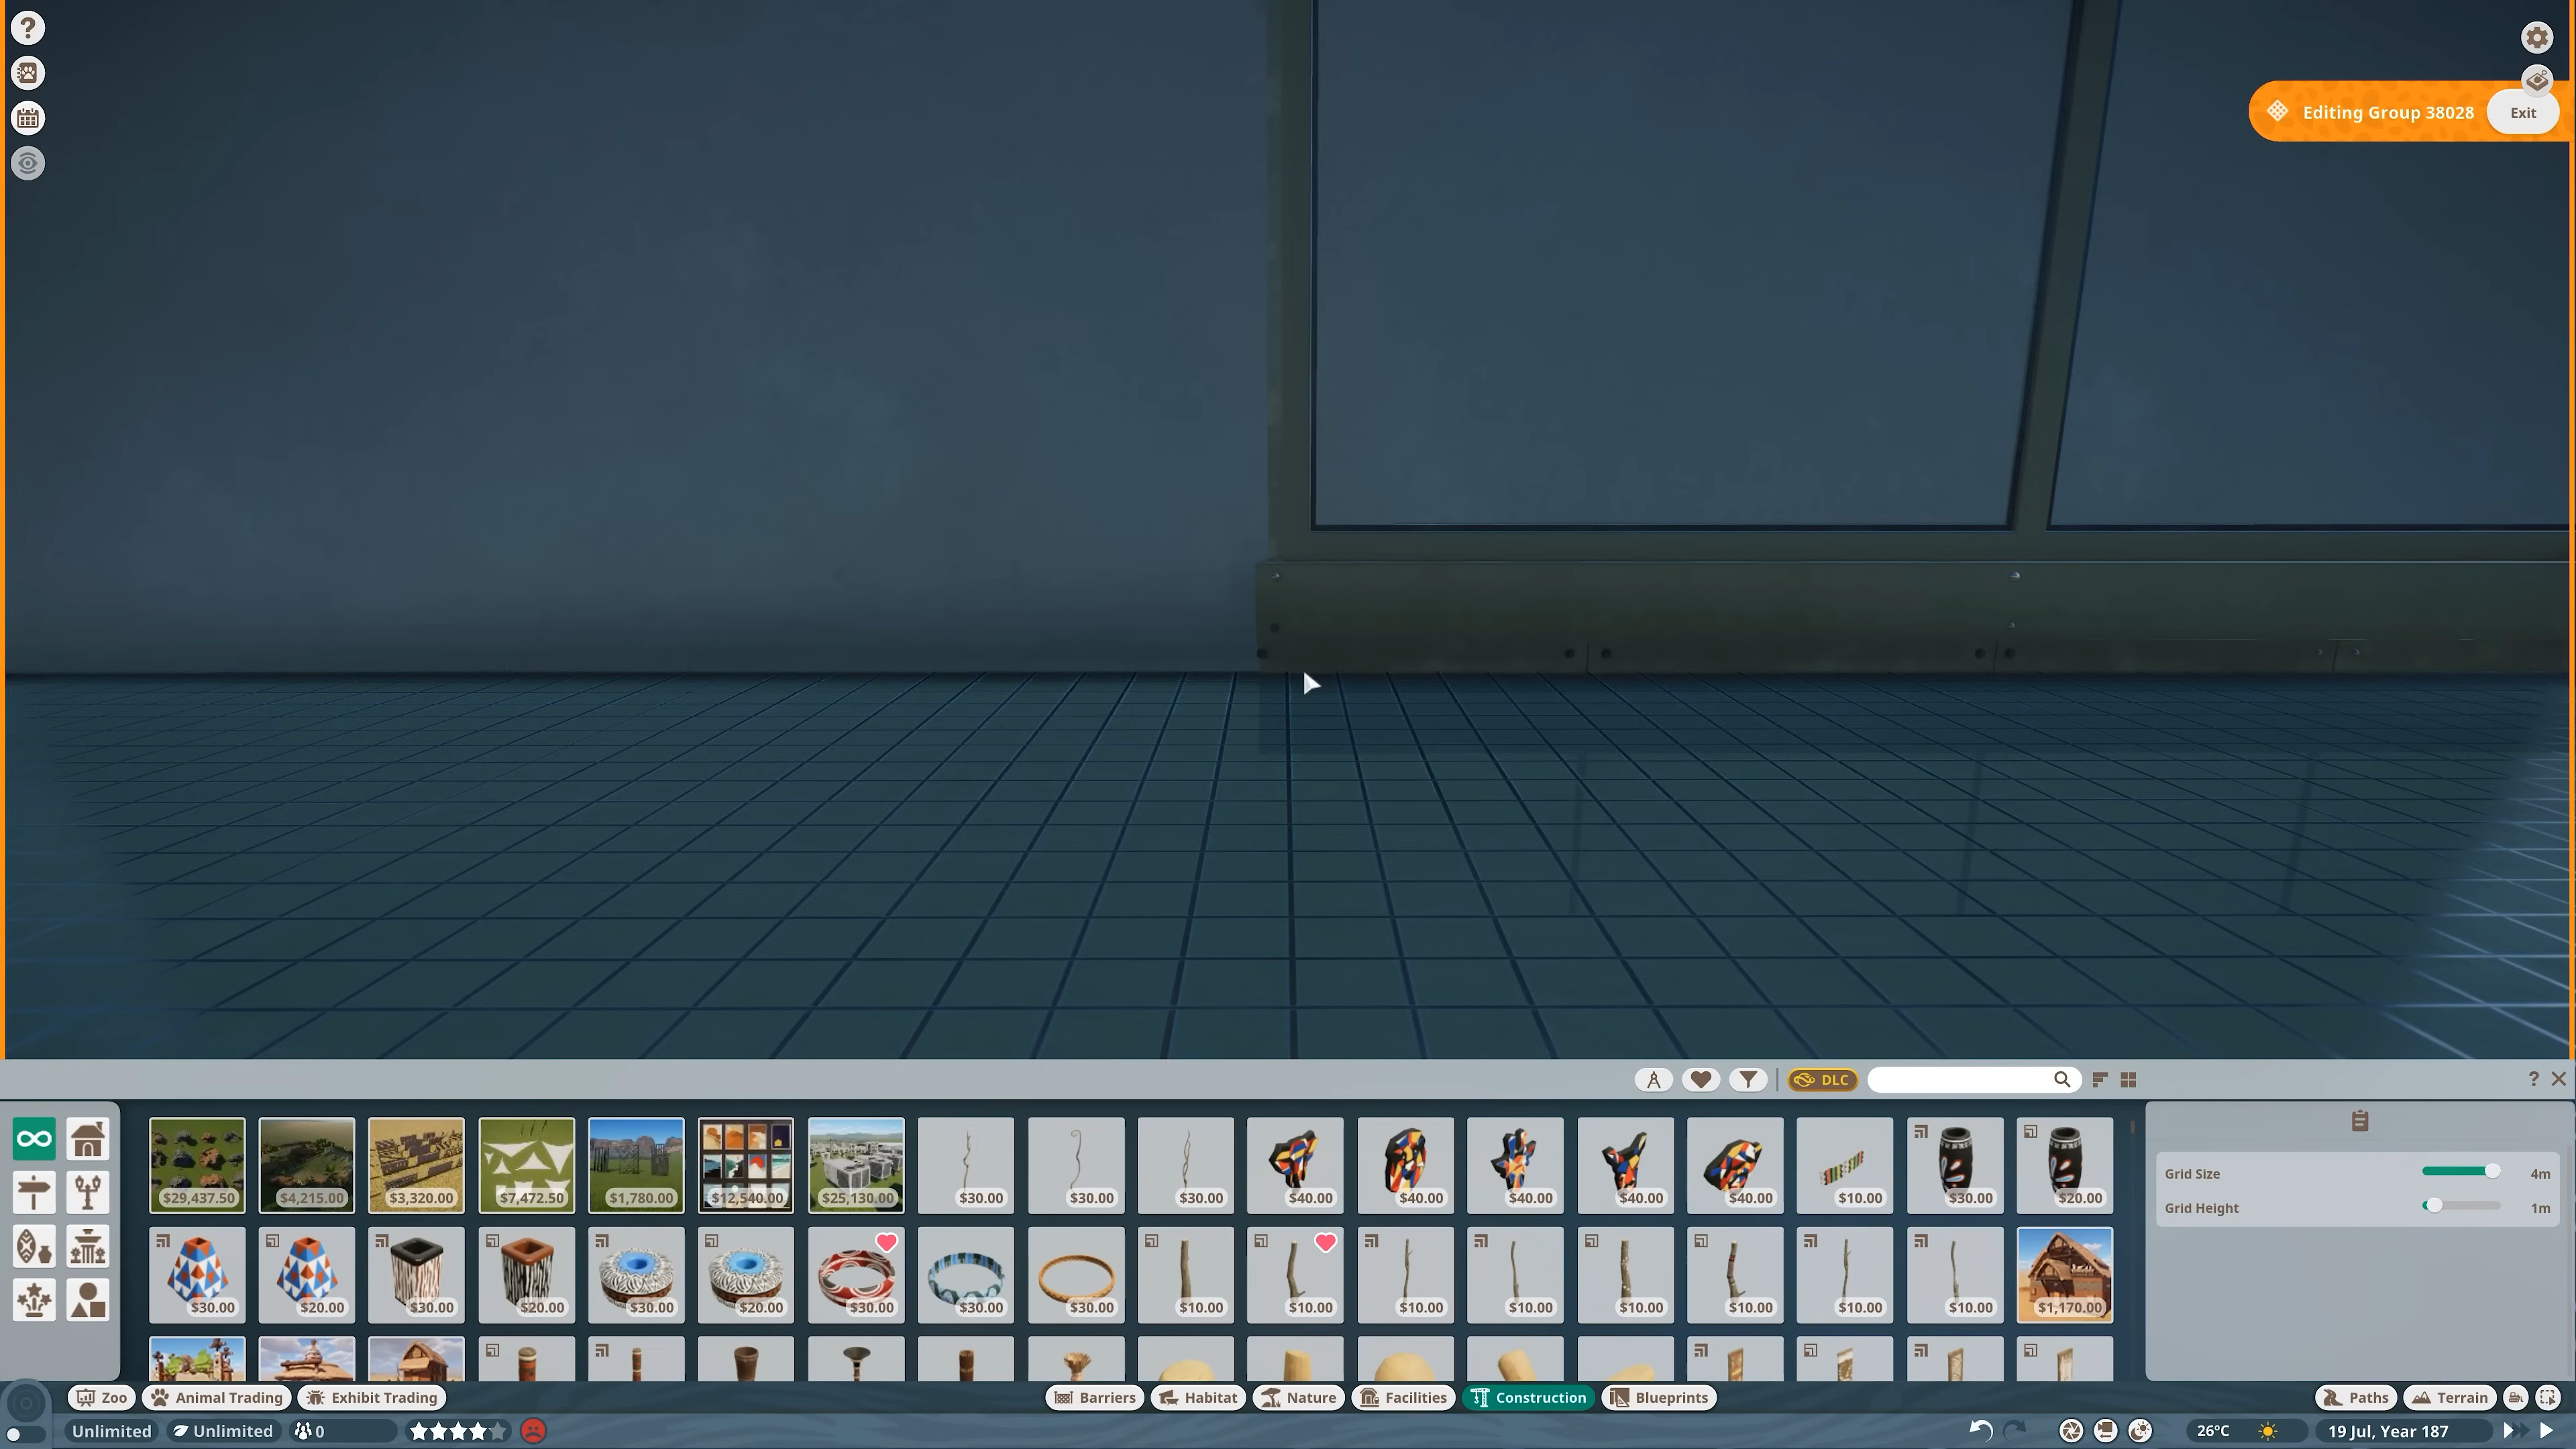 ?
Editing Group 38028
Exit
DLC
?
$29,437.50 $4,215.00 $3,320.00 $7,472.50 $1,780.00 $12,540.00 $25,130.00 $30.00 $30.00 $30.00 $40.00 $40.00 $40.00 $40.00 $40.00 $10.00 $30.00 $20.00
$30.00 $20.00 $30.00 $20.00 $30.00 $20.00 $30.00 $30.00 $30.00 $10.00 $10.00 $10.00 $10.00 $10.00 $10.00 $10.00 $10.00 $1,170.00
Grid Size 4m
Grid Height 1m
Zoo Animal Trading Exhibit Trading Barriers Habitat Nature Facilities Construction Blueprints Paths Terrain
Unlimited Unlimited 0 26°C 19 Jul, Year 187